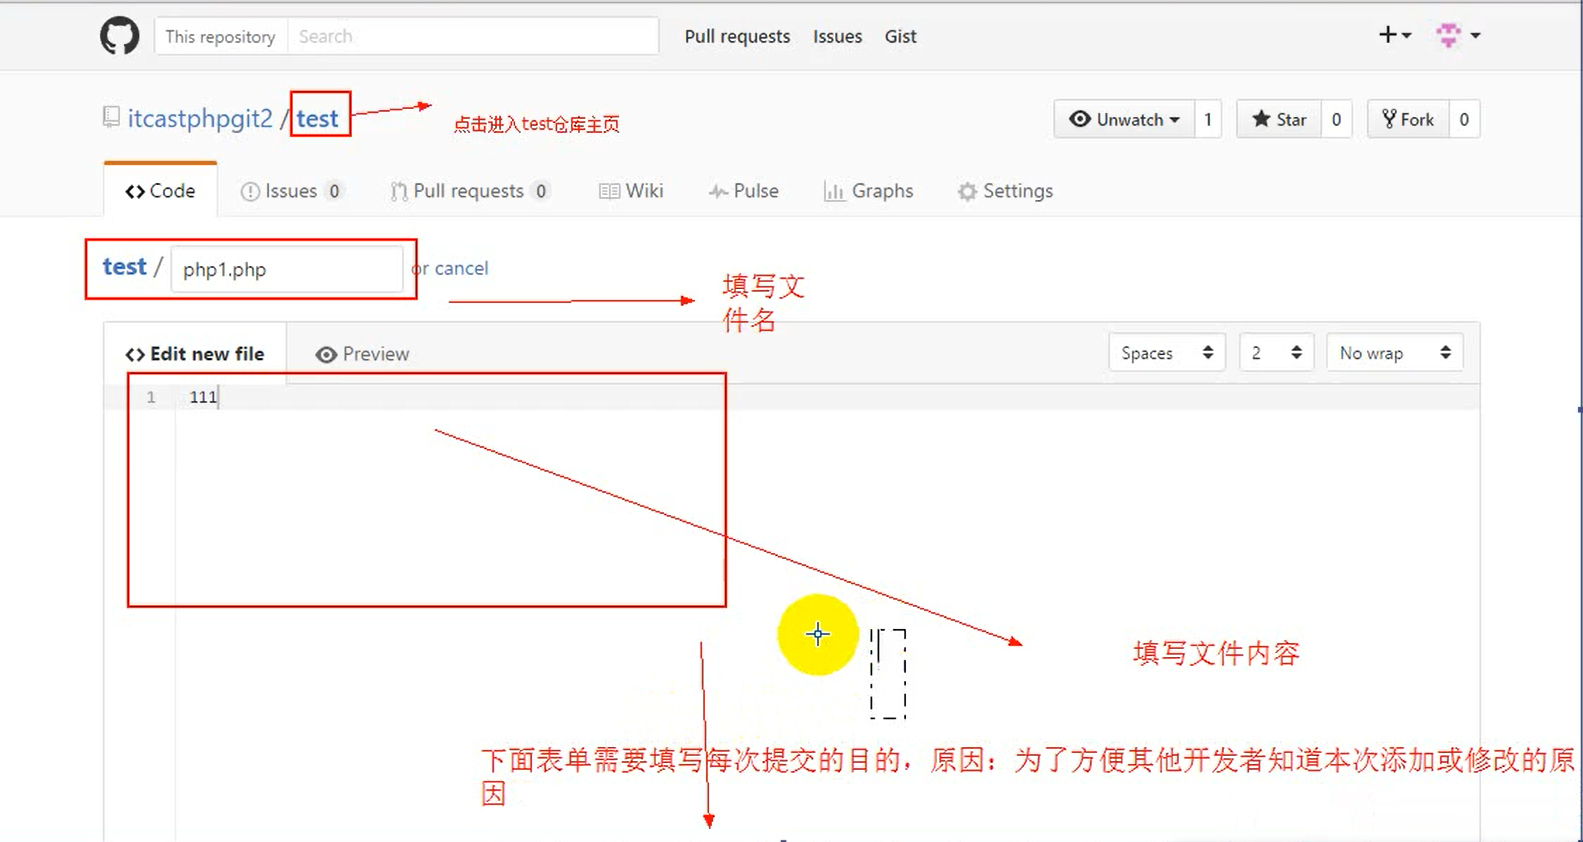 This repository Search Pull requests Issues Gist
itcastphpgit2 / test
点击进入test仓库主页
Unwatch 1 Star 0 Fork 0
Code Issues 0 Pull requests 0 Wiki Pulse Graphs Settings
test / php1.php or cancel
填写文
件名
Edit new file Preview Spaces 2 No wrap
1 111
填写文件内容
下面表单需要填写每次提交的目的，原因：为了方便其他开发者知道本次添加或修改的原
因